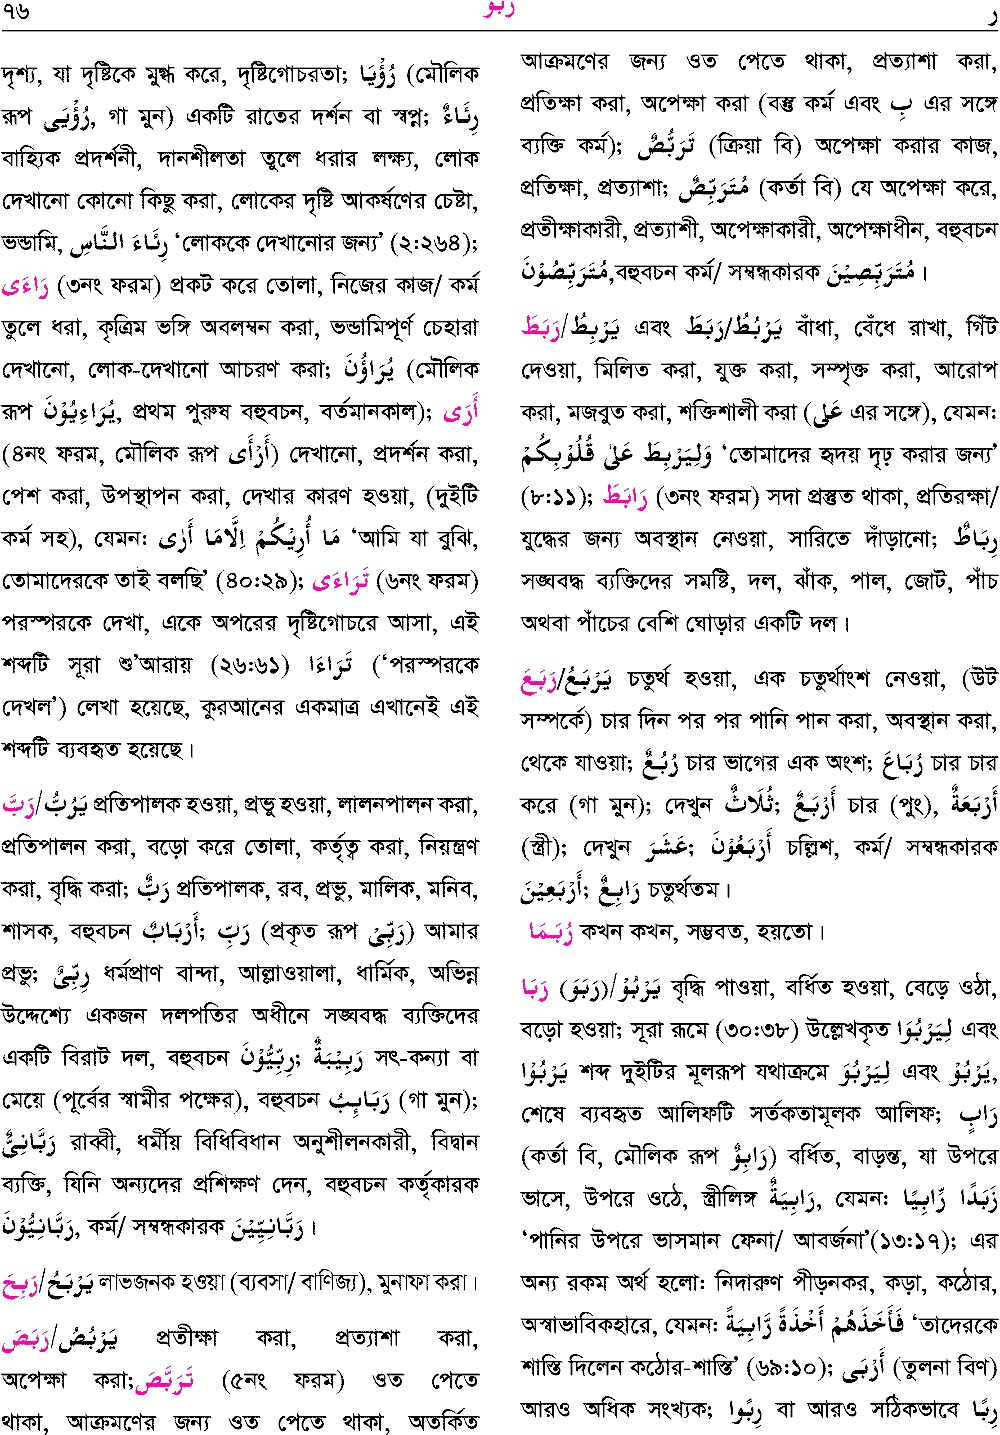 ৭৬ رَبَوَ ر
দৃশ্য, যা দৃষ্টিকে মুগ্ধ করে, দৃষ্টিগোচরতা; رُؤْيَا (মৌলিক
রূপ رُؤْيَى, গা মুন) একটি রাতের দর্শন বা স্বপ্ন; رِئَاءٌ
বাহ্যিক প্রদর্শনী, দানশীলতা তুলে ধরার লক্ষ্য, লোক
দেখানো কোনো কিছু করা, লোকের দৃষ্টি আকর্ষণের চেষ্টা,
ভন্ডামি, رِئَاءَ النَّاسِ ‘লোককে দেখানোর জন্য’ (২:২৬৪);
رَاءَى (৩নং ফরম) প্রকট করে তোলা, নিজের কাজ/ কর্ম
তুলে ধরা, কৃত্রিম ভঙ্গি অবলম্বন করা, ভন্ডামিপূর্ণ চেহারা
দেখানো, লোক-দেখানো আচরণ করা; يُرَاؤُنَ (মৌলিক
রূপ يُرَاءِيُوْنَ, প্রথম পুরুষ বহুবচন, বর্তমানকাল); أَرَى
(৪নং ফরম, মৌলিক রূপ أَرْأَى) দেখানো, প্রদর্শন করা,
পেশ করা, উপস্থাপন করা, দেখার কারণ হওয়া, (দুইটি
কর্ম সহ), যেমন: مَا أُرِيْكُمْ اِلَّامَا أَرٰى ‘আমি যা বুঝি,
তোমাদেরকে তাই বলছি’ (৪০:২৯); تَرَاءَى (৬নং ফরম)
পরস্পরকে দেখা, একে অপরের দৃষ্টিগোচরে আসা, এই
শব্দটি সূরা শু’আরায় (২৬:৬১) تَرَاءَا (‘পরস্পরকে
দেখল’) লেখা হয়েছে, কুরআনের একমাত্র এখানেই এই
শব্দটি ব্যবহৃত হয়েছে।
رَبَّ/يَرُبُّ প্রতিপালক হওয়া, প্রভু হওয়া, লালনপালন করা,
প্রতিপালন করা, বড়ো করে তোলা, কর্তৃত্ব করা, নিয়ন্ত্রণ
করা, বৃদ্ধি করা; رَبٌّ প্রতিপালক, রব, প্রভু, মালিক, মনিব,
শাসক, বহুবচন أَرْبَابٌ; رَبِ (প্রকৃত রূপ رَبِّىْ) আমার
প্রভু; رِبِّىٌّ ধর্মপ্রাণ বান্দা, আল্লাওয়ালা, ধার্মিক, অভিন্ন
উদ্দেশ্যে একজন দলপতির অধীনে সঙ্ঘবদ্ধ ব্যক্তিদের
একটি বিরাট দল, বহুবচন رِبِّيُّوْنَ; رَبِيْبَةٌ সৎ-কন্যা বা
মেয়ে (পূর্বের স্বামীর পক্ষের), বহুবচন رَبَايِٕبُ (গা মুন);
رَبَّانِىٌّ রাব্বী, ধর্মীয় বিধিবিধান অনুশীলনকারী, বিদ্বান
ব্যক্তি, যিনি অন্যদের প্রশিক্ষণ দেন, বহুবচন কর্তৃকারক
رَبَّانِيُّوْنَ, কর্ম/ সম্বন্ধকারক رَبَّانِيِّيْنَ।
رَبِحَ/يَرْبَحُ লাভজনক হওয়া (ব্যবসা/ বাণিজ্য), মুনাফা করা।
رَبَصَ/يَرْبُصُ প্রতীক্ষা করা, প্রত্যাশা করা,
অপেক্ষা করা;تَرَبَّصَ (৫নং ফরম) ওত পেতে
থাকা, আক্রমণের জন্য ওত পেতে থাকা, অতর্কিত
আক্রমণের জন্য ওত পেতে থাকা, প্রত্যাশা করা,
প্রতিক্ষা করা, অপেক্ষা করা (বস্তু কর্ম এবং بِ এর সঙ্গে
ব্যক্তি কর্ম); تَرَبُّصٌ (ক্রিয়া বি) অপেক্ষা করার কাজ,
প্রতিক্ষা, প্রত্যাশা; مُتَرَبِّصٌ (কর্তা বি) যে অপেক্ষা করে,
প্রতীক্ষাকারী, প্রত্যাশী, অপেক্ষাকারী, অপেক্ষাধীন, বহুবচন
مُتَرَبِّصُوْنَ,বহুবচন কর্ম/ সম্বন্ধকারক مُتَرَبِّصِيْنَ।
رَبَطَ/يَرْبِطُ এবং رَبَطَ/يَرْبُطُ বাঁধা, বেঁধে রাখা, গিঁট
দেওয়া, মিলিত করা, যুক্ত করা, সম্পৃক্ত করা, আরোপ
করা, মজবুত করা, শক্তিশালী করা (عَلٰى এর সঙ্গে), যেমন:
وَلِيَرْبِطَ عَلٰى قُلُوْبِكُمْ ‘তোমাদের হৃদয় দৃঢ় করার জন্য’
(৮:১১); رَابَطَ (৩নং ফরম) সদা প্রস্তুত থাকা, প্রতিরক্ষা/
যুদ্ধের জন্য অবস্থান নেওয়া, সারিতে দাঁড়ানো; رِبَاطٌ
সঙ্ঘবদ্ধ ব্যক্তিদের সমষ্টি, দল, ঝাঁক, পাল, জোট, পাঁচ
অথবা পাঁচের বেশি ঘোড়ার একটি দল।
رَبَعَ/يَرْبَعُ চতুর্থ হওয়া, এক চতুর্থাংশ নেওয়া, (উট
সম্পর্কে) চার দিন পর পর পানি পান করা, অবস্থান করা,
থেকে যাওয়া; رُبُعٌ চার ভাগের এক অংশ; رُبَاعَ চার চার
করে (গা মুন); দেখুন ثُلَاثٌ; أَرْبَعٌ চার (পুং), أَرْبَعَةٌ
(স্ত্রী); দেখুন عَشَرَ; أَرْبَعُوْنَ চল্লিশ, কর্ম/ সম্বন্ধকারক
أَرْبَعِيْنَ; رَابِعٌ চতুর্থতম।
رُبَمَا কখন কখন, সম্ভবত, হয়তো।
رَبَا (رَبَوَ)/يَرْبُوْ বৃদ্ধি পাওয়া, বর্ধিত হওয়া, বেড়ে ওঠা,
বড়ো হওয়া; সূরা রূমে (৩০:৩৮) উল্লেখকৃত لِيَرْبُوَا এবং
يَرْبُوْا শব্দ দুইটির মূলরূপ যথাক্রমে لِيَرْبُوَ এবং يَرْبُوْ,
শেষে ব্যবহৃত আলিফটি সর্তকতামূলক আলিফ; رَابٍ
(কর্তা বি, মৌলিক রূপ رَابِوٌ) বর্ধিত, বাড়ন্ত, যা উপরে
ভাসে, উপরে ওঠে, স্ত্রীলিঙ্গ رَابِيَةٌ, যেমন: زَبَدًا رَّابِيًا
‘পানির উপরে ভাসমান ফেনা/ আবর্জনা’(১৩:১৭); এর
অন্য রকম অর্থ হলো: নিদারুণ পীড়নকর, কড়া, কঠোর,
অস্বাভাবিকহারে, যেমন: فَأَخَذَهُمْ أَخْذَةً رَّابِيَةً ‘তাদেরকে
শাস্তি দিলেন কঠোর-শাস্তি’ (৬৯:১০); أَرْبَى (তুলনা বিণ)
আরও অধিক সংখ্যক; رِبٰوا বা আরও সঠিকভাবে رِبًا